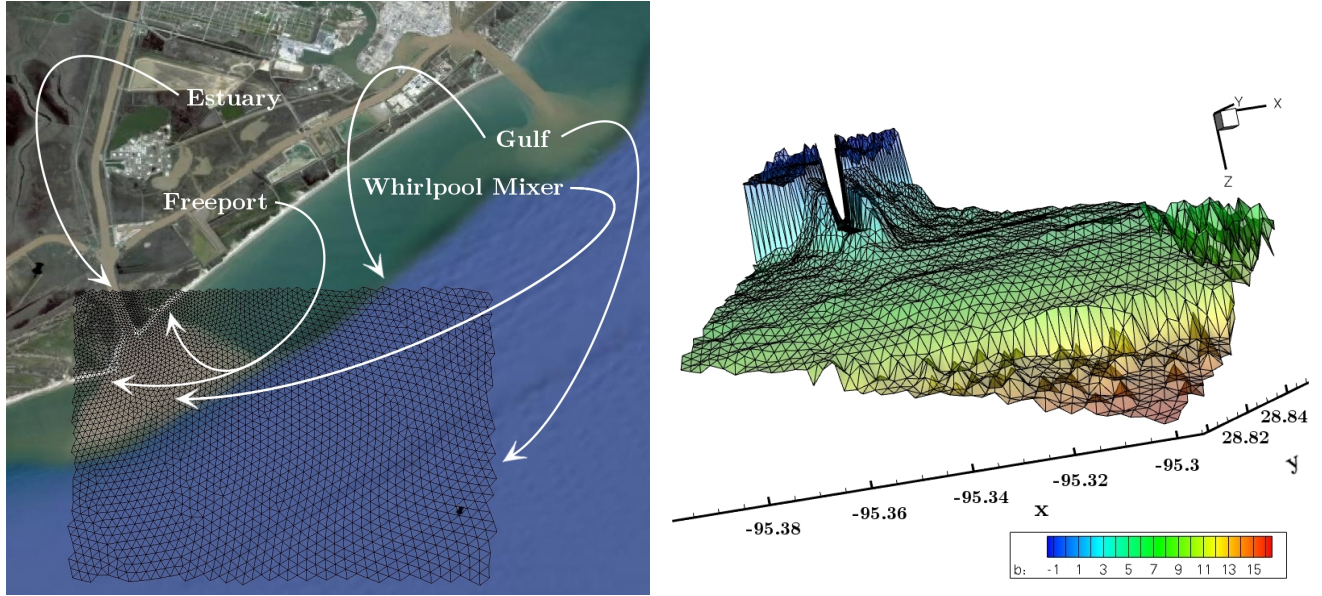 Estuary
Gulf
Whirlpool Mixer
Freeport
Y
X
Z
28.84
28.82
-95.3
y
-95.32
-95.34
x
-95.36
-95.38
b: -1 1 3 5 7 9 11 13 15